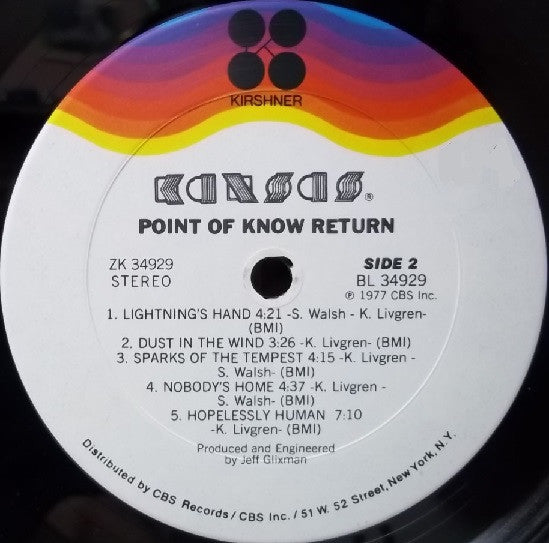 KIRSHNER
KANSAS®
POINT OF KNOW RETURN
ZK 34929
STEREO
SIDE 2
BL 34929
℗ 1977 CBS Inc.
1. LIGHTNING'S HAND 4:21 -S. Walsh - K. Livgren-
(BMI)
2. DUST IN THE WIND 3:26 -K. Livgren- (BMI)
3. SPARKS OF THE TEMPEST 4:15 -K. Livgren -
S. Walsh- (BMI)
4. NOBODY'S HOME 4:37 -K. Livgren -
S. Walsh- (BMI)
5. HOPELESSLY HUMAN 7:10
-K. Livgren- (BMI)
Produced and Engineered
by Jeff Glixman
Distributed by CBS Records/CBS Inc./51 W. 52 Street, New York, N.Y.